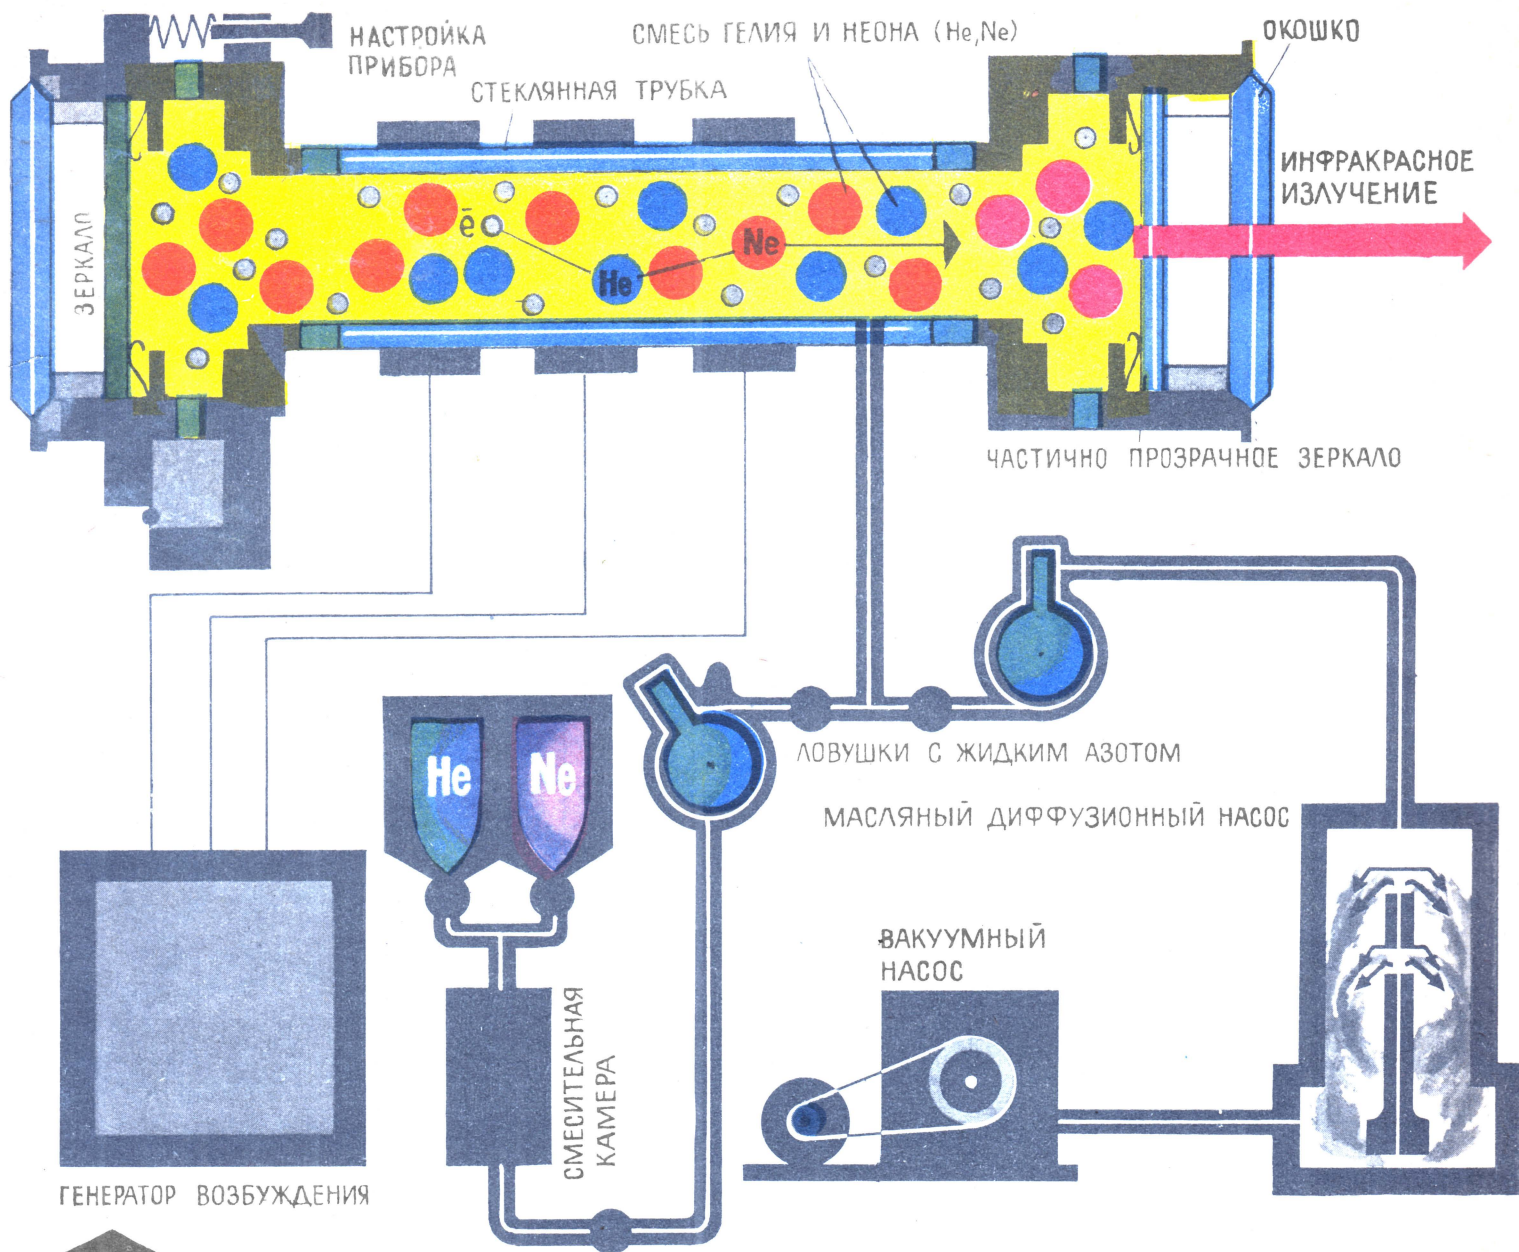 НАСТРОЙКА
ПРИБОРА
СМЕСЬ ГЕЛИЯ И НЕОНА (He,Ne)
ОКОШКО
СТЕКЛЯННАЯ ТРУБКА
ИНФРАКРАСНОЕ
ИЗЛУЧЕНИЕ
ЗЕРКАЛО
ē
He
Ne
ЧАСТИЧНО ПРОЗРАЧНОЕ ЗЕРКАЛО
He
Ne
ЛОВУШКИ С ЖИДКИМ АЗОТОМ
МАСЛЯНЫЙ ДИФФУЗИОННЫЙ НАСОС
ВАКУУМНЫЙ
НАСОС
СМЕСИТЕЛЬНАЯ
КАМЕРА
ГЕНЕРАТОР ВОЗБУЖДЕНИЯ